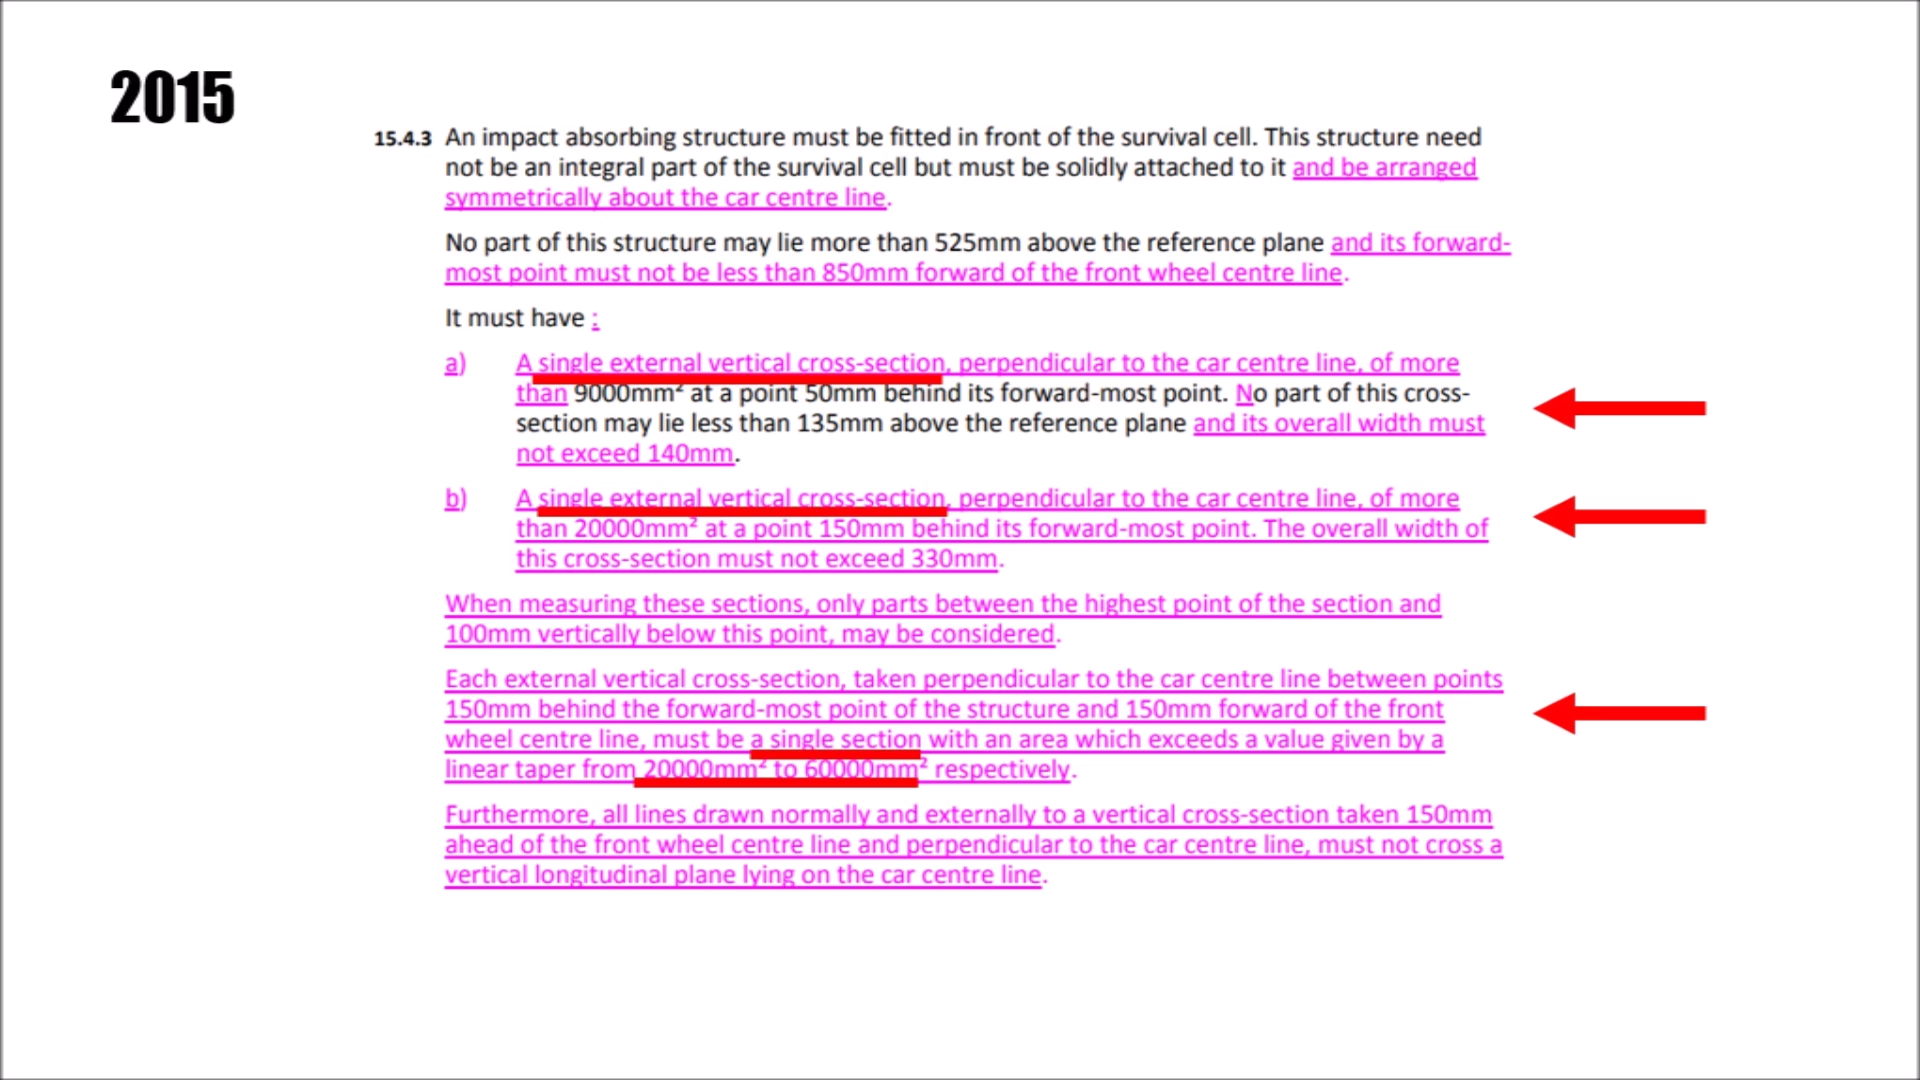 2015
15.4.3 An impact absorbing structure must be fitted in front of the survival cell. This structure need
not be an integral part of the survival cell but must be solidly attached to it and be arranged
symmetrically about the car centre line.
No part of this structure may lie more than 525mm above the reference plane and its forward-
most point must not be less than 850mm forward of the front wheel centre line.
It must have :
a) A single external vertical cross-section, perpendicular to the car centre line, of more
than 9000mm² at a point 50mm behind its forward-most point. No part of this cross-
section may lie less than 135mm above the reference plane and its overall width must
not exceed 140mm.
b) A single external vertical cross-section, perpendicular to the car centre line, of more
than 20000mm² at a point 150mm behind its forward-most point. The overall width of
this cross-section must not exceed 330mm.
When measuring these sections, only parts between the highest point of the section and
100mm vertically below this point, may be considered.
Each external vertical cross-section, taken perpendicular to the car centre line between points
150mm behind the forward-most point of the structure and 150mm forward of the front
wheel centre line, must be a single section with an area which exceeds a value given by a
linear taper from 20000mm² to 60000mm² respectively.
Furthermore, all lines drawn normally and externally to a vertical cross-section taken 150mm
ahead of the front wheel centre line and perpendicular to the car centre line, must not cross a
vertical longitudinal plane lying on the car centre line.